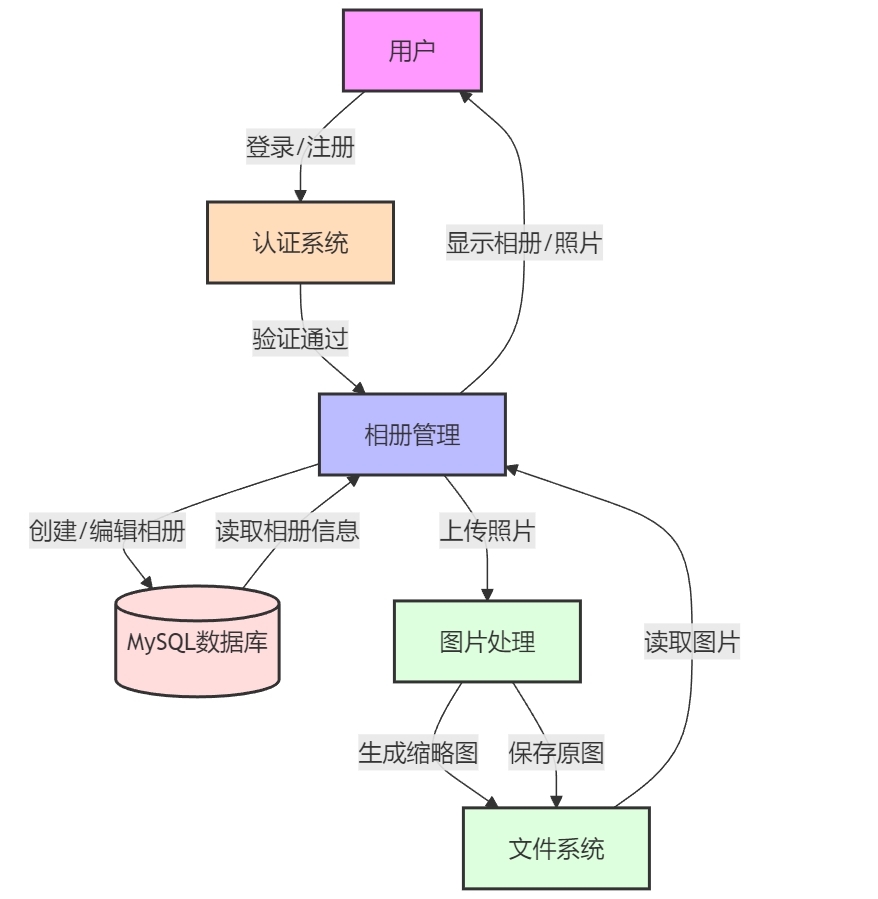 用户
登录/注册
认证系统
显示相册/照片
验证通过
相册管理
创建/编辑相册
读取相册信息
上传照片
MySQL数据库
图片处理
读取图片
生成缩略图
保存原图
文件系统